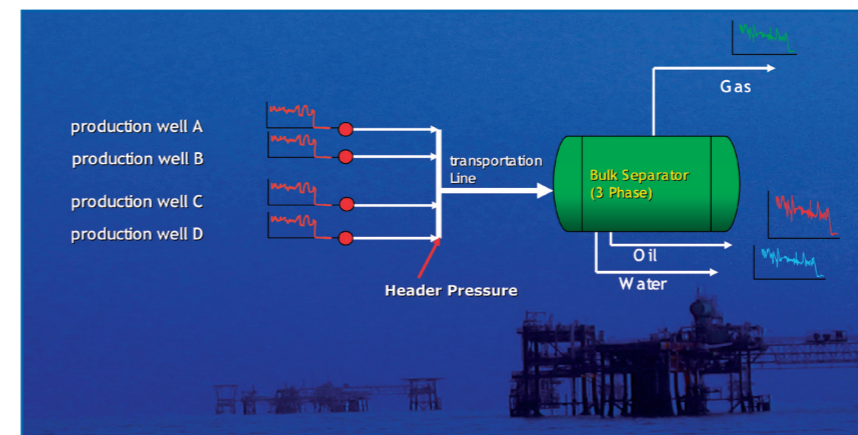 Gas
production well A
production well B
transportation
Line
Bulk Separator
(3 Phase)
production well C
production well D
Oil
Water
Header Pressure